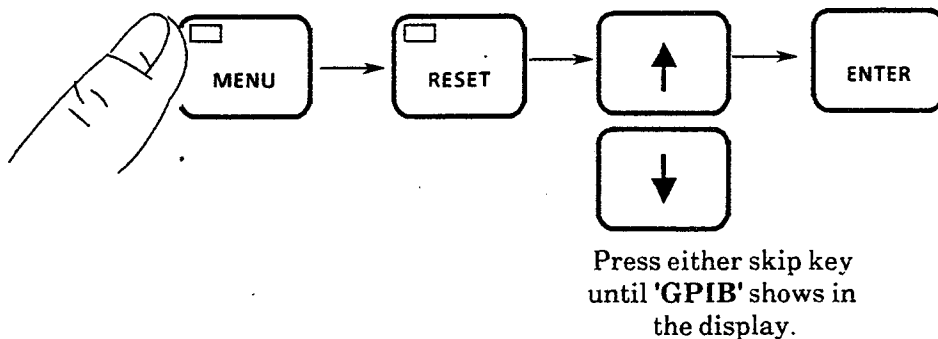 MENU
RESET
ENTER
Press either skip key
until 'GPIB' shows in
the display.